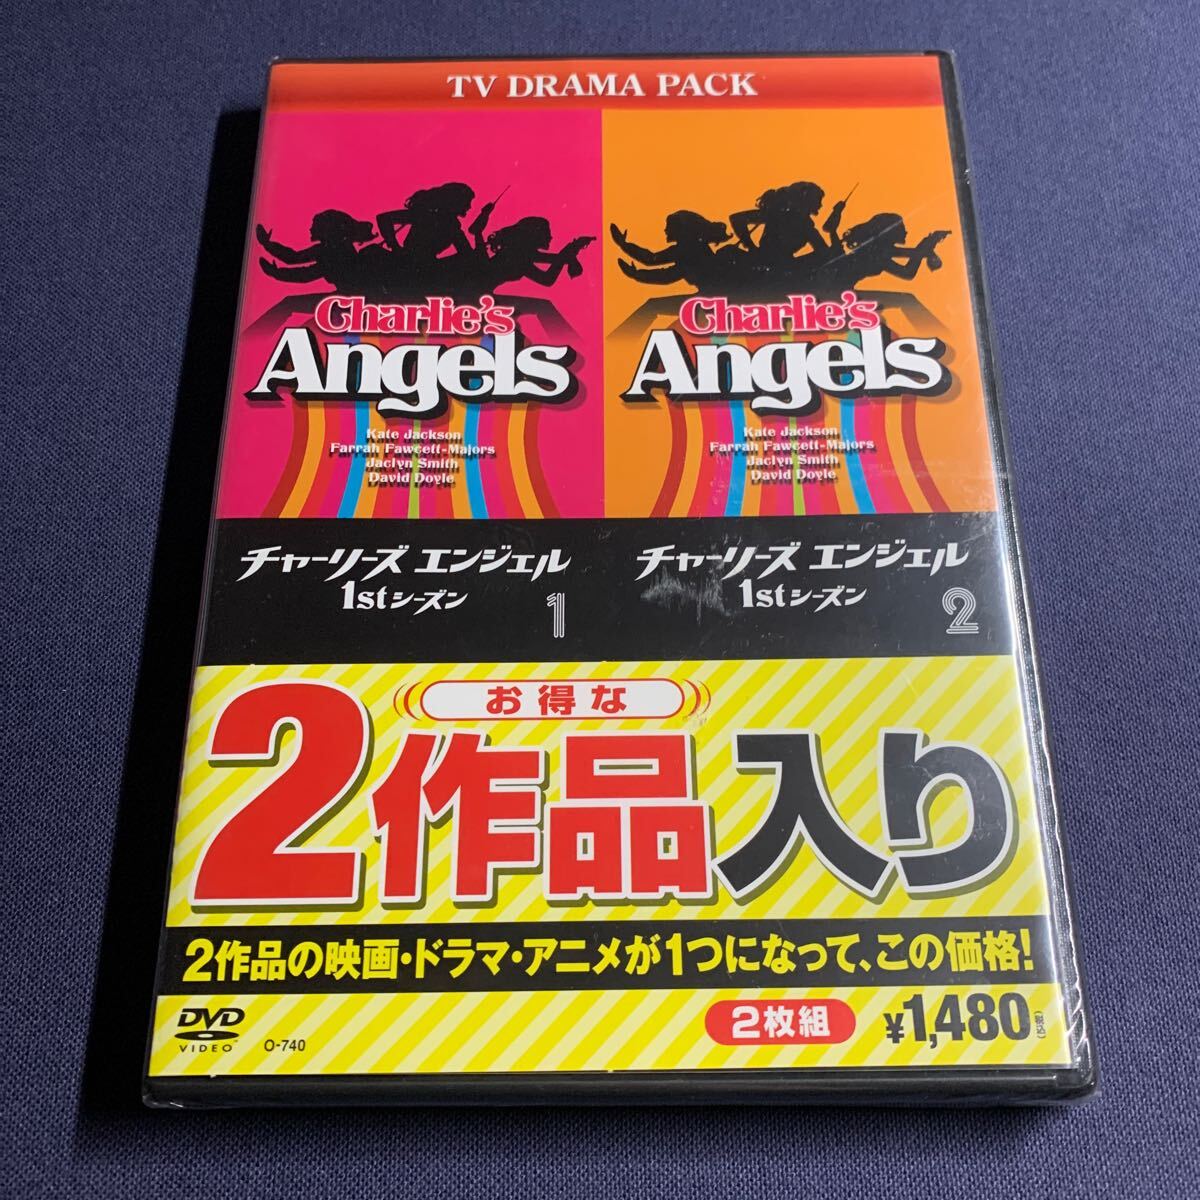 TV DRAMA PACK
Charlie's
Angels
Kate Jackson
Farrah Fawcett-Majors
Jaclyn Smith
David Doyle
チャーリーズ エンジェル
1stシーズン
1
Charlie's
Angels
Kate Jackson
Farrah Fawcett-Majors
Jaclyn Smith
David Doyle
チャーリーズ エンジェル
1stシーズン
2
お得な
2作品入り
2作品の映画・ドラマ・アニメが1つになって、この価格!
DVD
VIDEO
O-740
2枚組
¥1,480